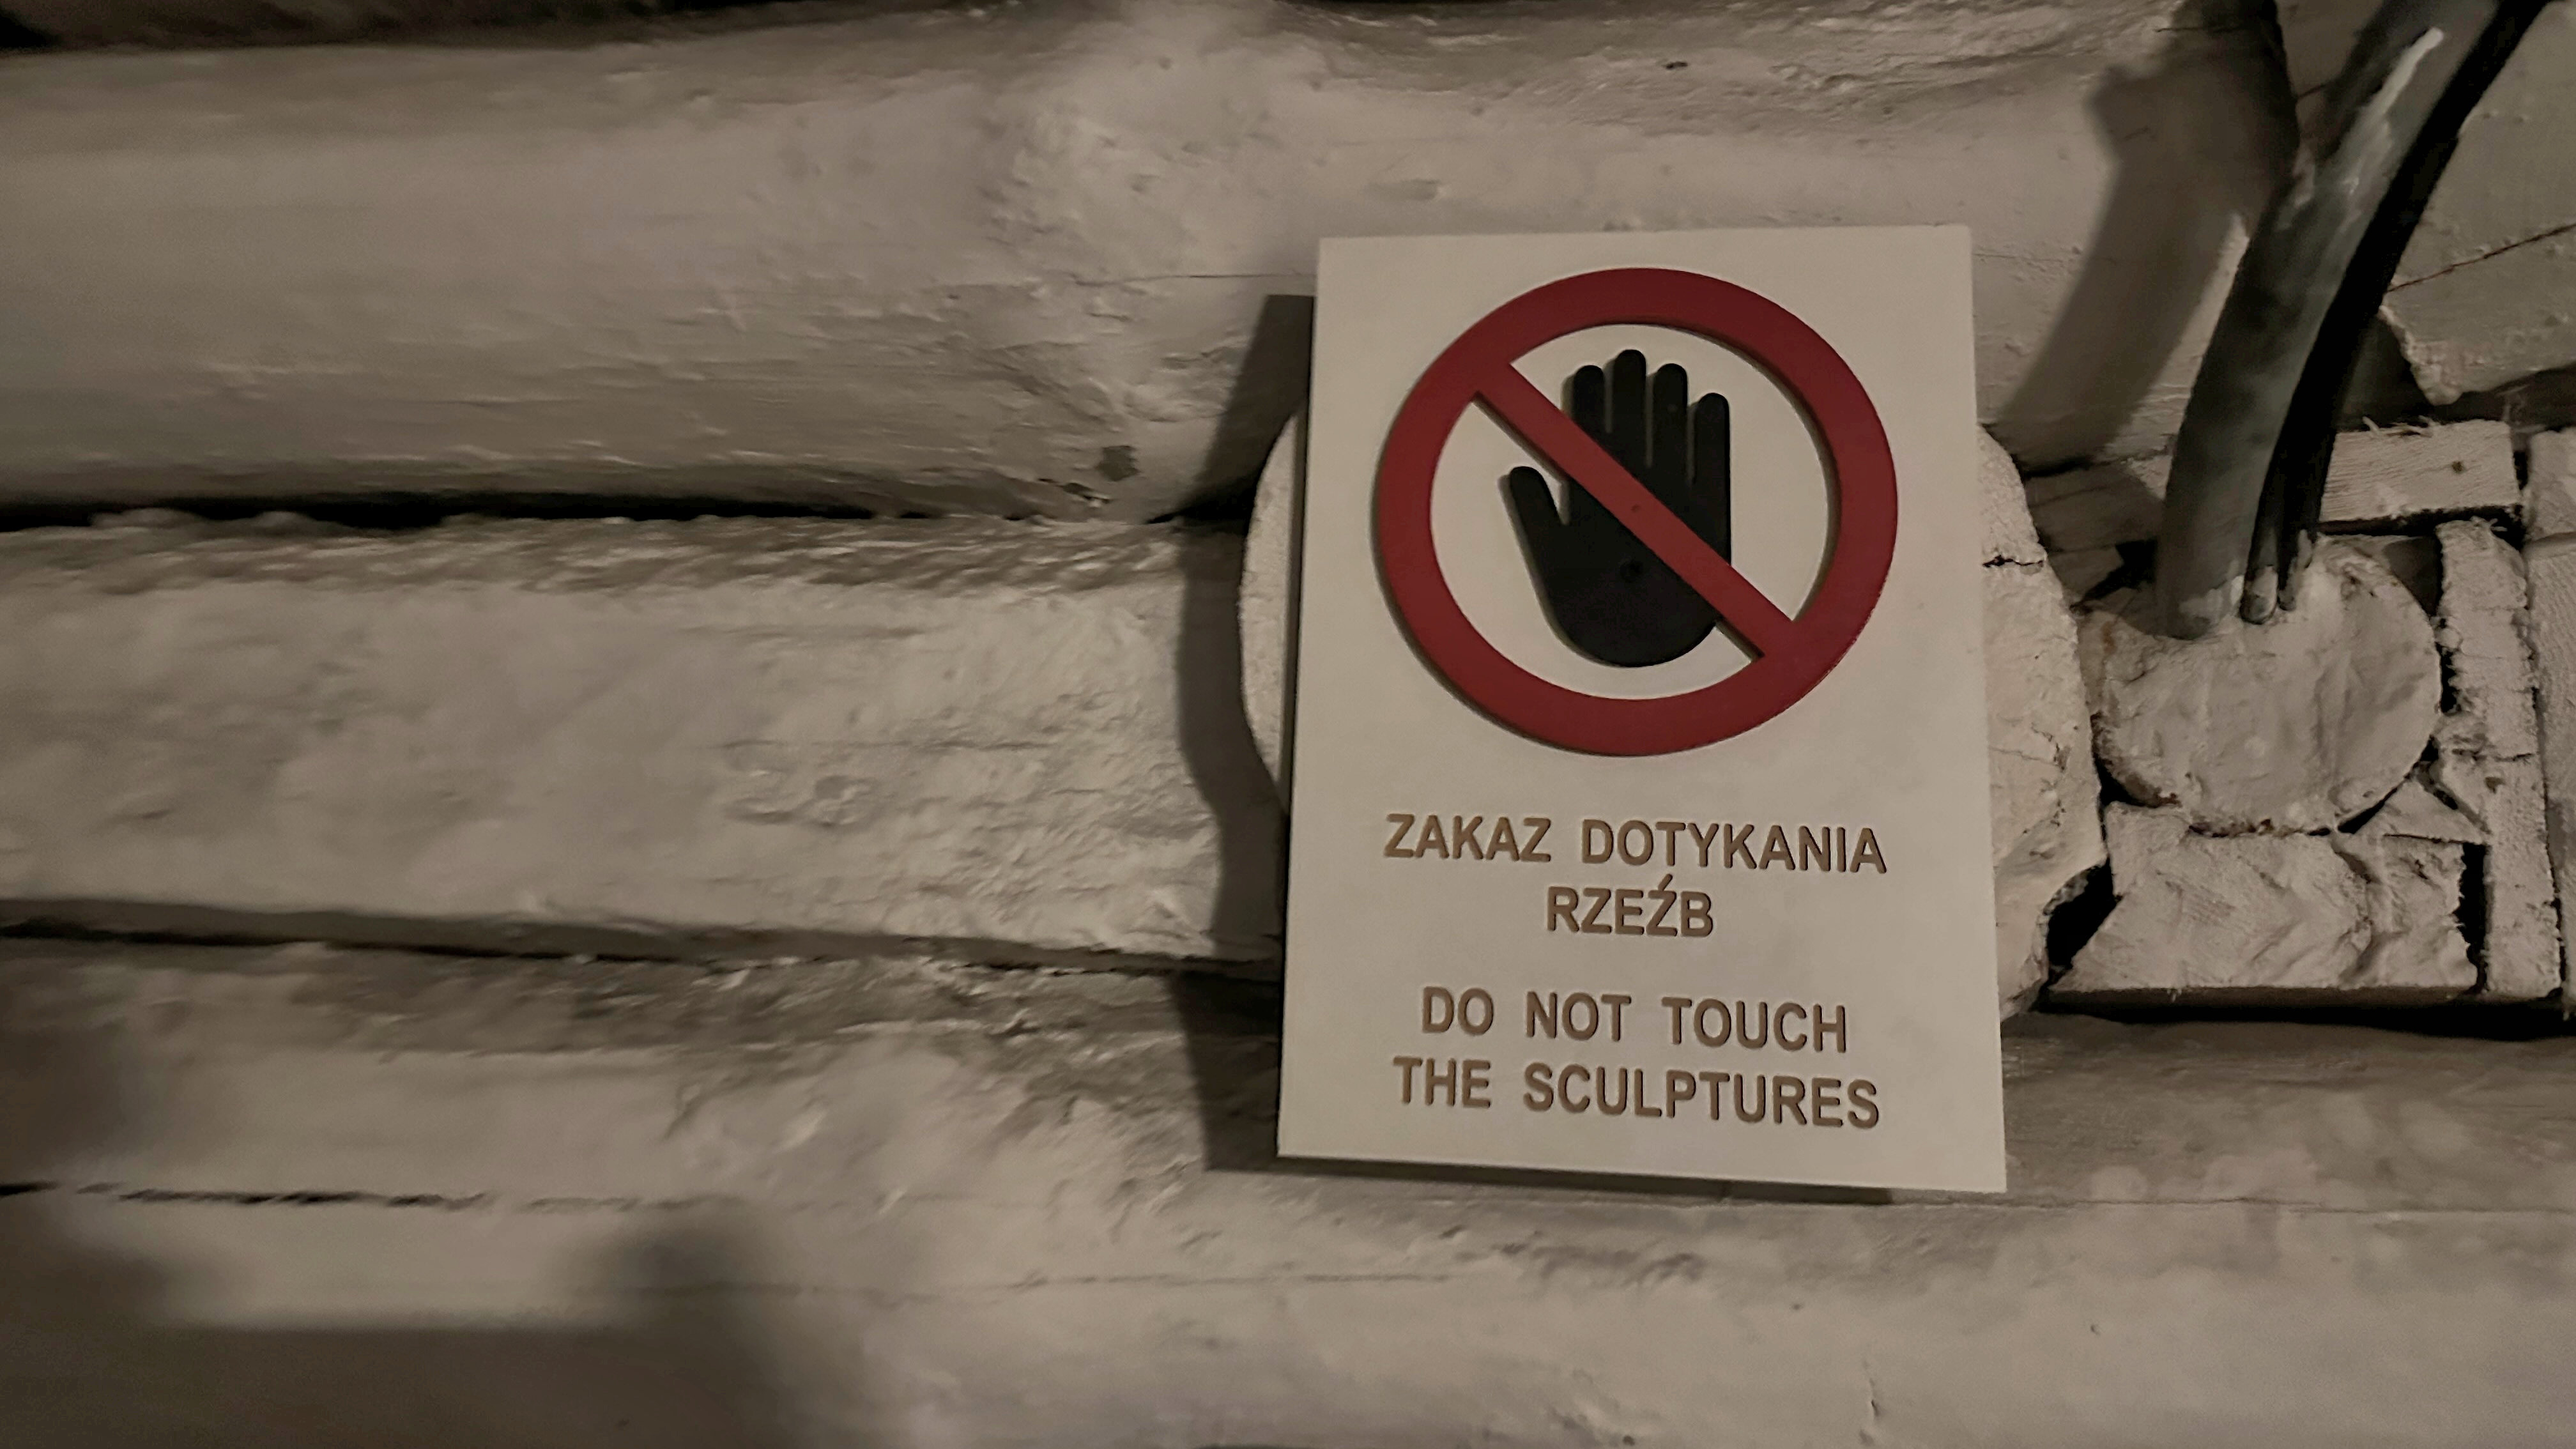 ZAKAZ DOTYKANIA
RZEŹB
DO NOT TOUCH
THE SCULPTURES